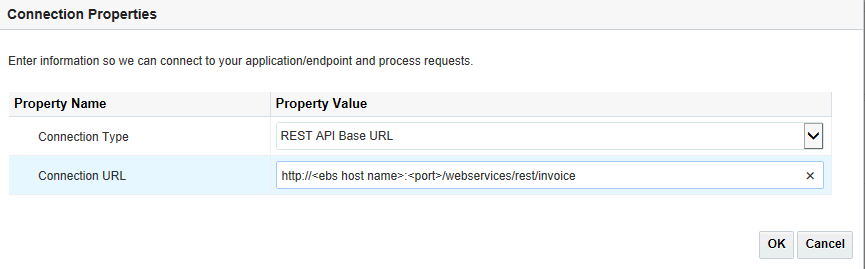 Connection Properties
Enter information so we can connect to your application/endpoint and process requests.
Property Name Property Value
Connection Type REST API Base URL
Connection URL http://<ebs host name>:<port>/webservices/rest/invoice ×
OK Cancel